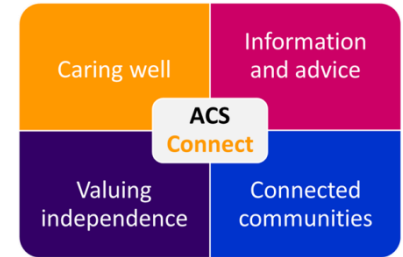 Caring well
Information
and advice
ACS
Connect
Valuing
independence
Connected
communities